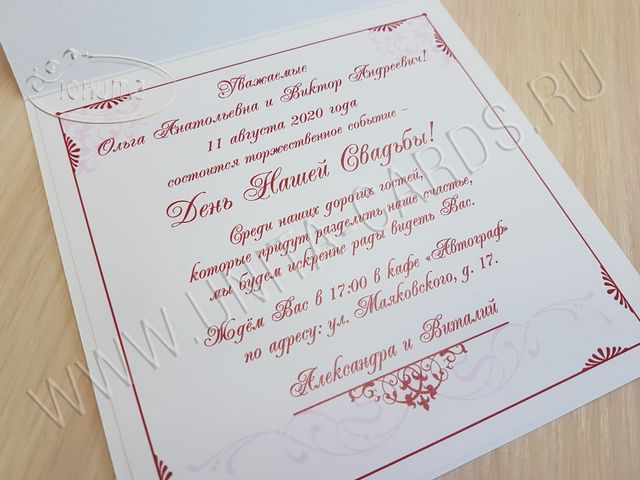 Юнита
Уважаемые
Ольга Анатольевна и Виктор Андреевич!
11 августа 2020 года
состоится торжественное событие –
День Нашей Свадьбы!
Среди наших дорогих гостей,
которые придут разделить наше счастье,
мы будем искренне рады видеть Вас.
Ждём Вас в 17:00 в кафе «Автограф»
по адресу: ул. Маяковского, д. 17.
Александра и Виталий
WWW.UNITA-CARDS.RU